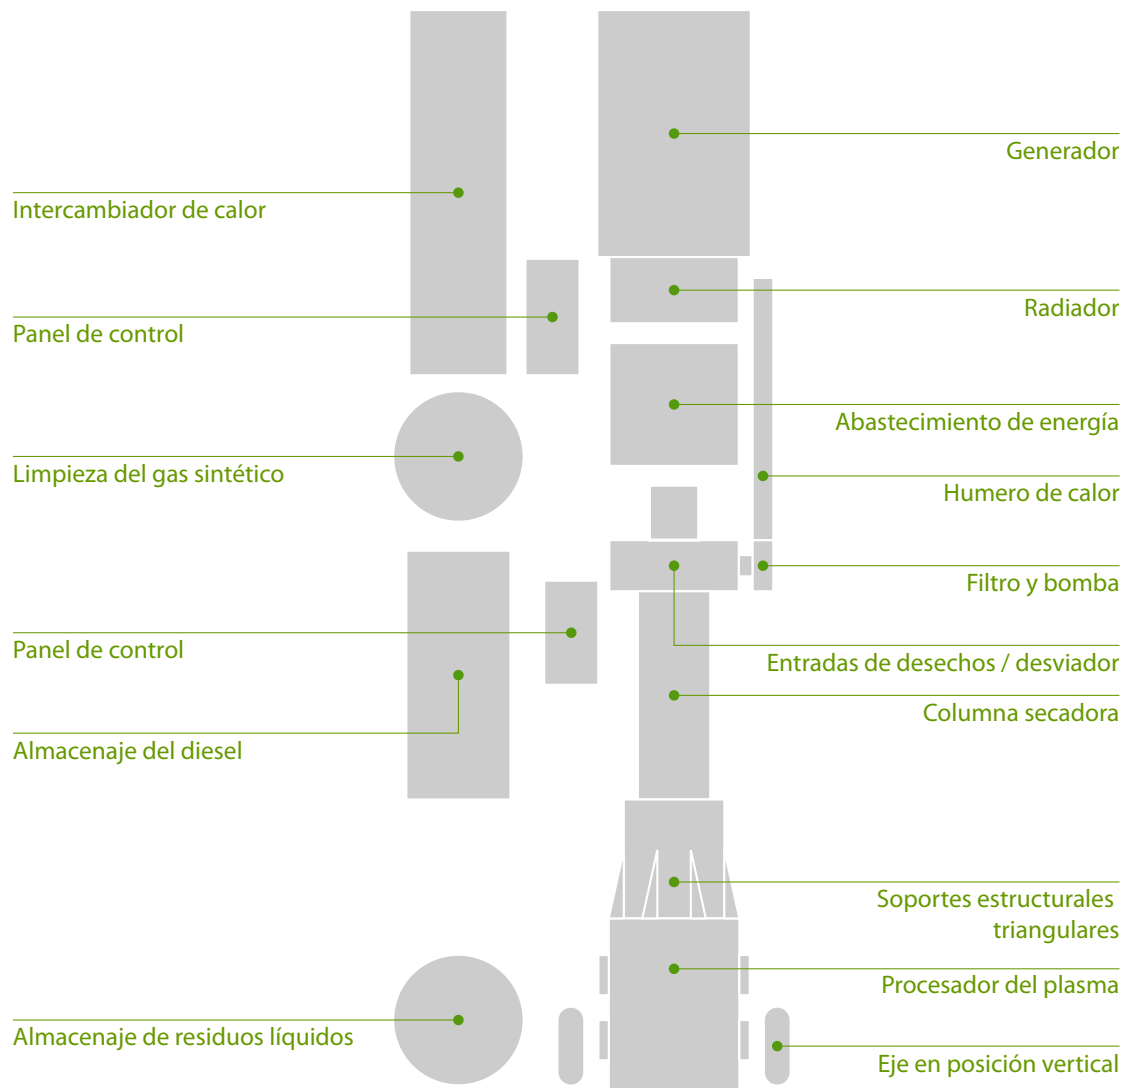 Generador
Intercambiador de calor
Radiador
Panel de control
Abastecimiento de energía
Limpieza del gas sintético
Humero de calor
Filtro y bomba
Panel de control
Entradas de desechos / desviador
Columna secadora
Almacenaje del diesel
Soportes estructurales
triangulares
Procesador del plasma
Almacenaje de residuos líquidos
Eje en posición vertical